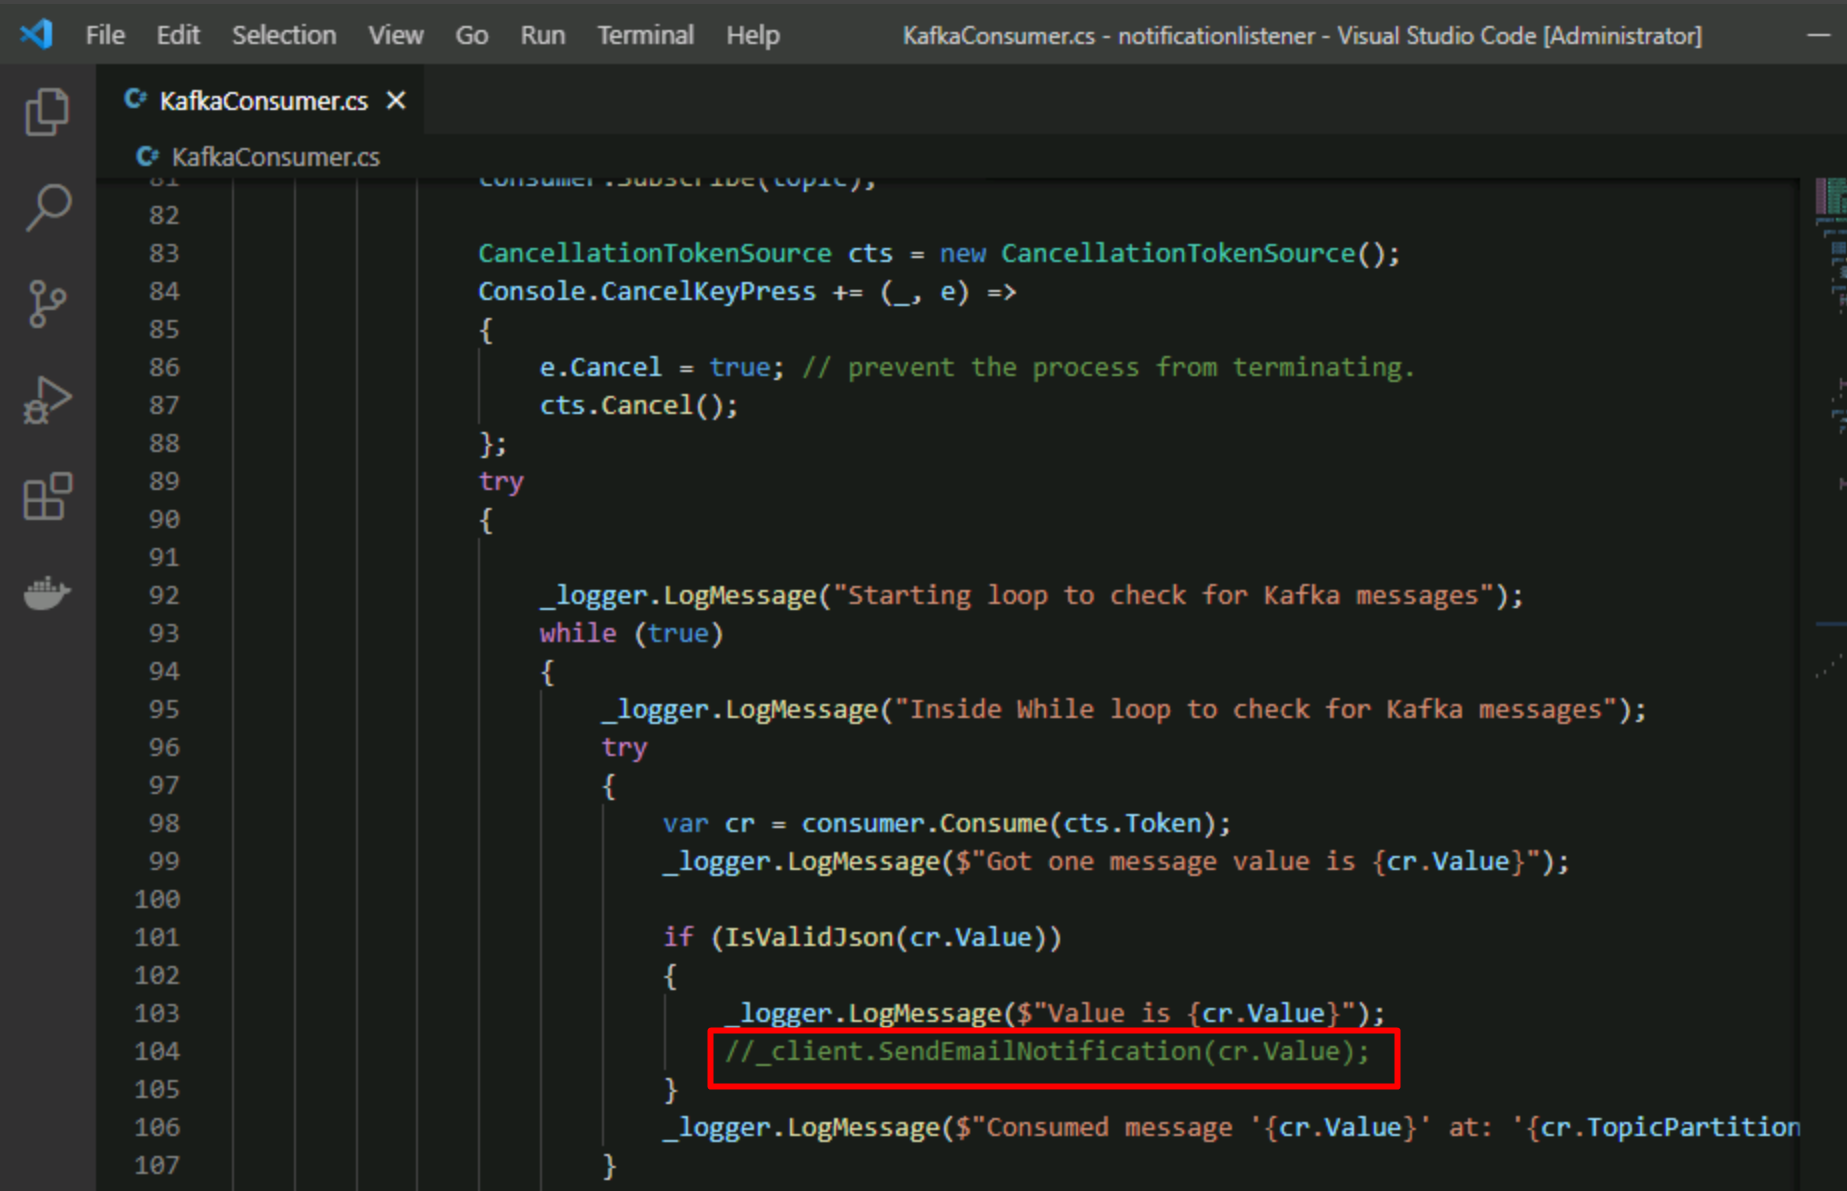 File Edit Selection View Go Run Terminal Help KafkaConsumer.cs - notificationlistener - Visual Studio Code [Administrator]
KafkaConsumer.cs
KafkaConsumer.cs
81 consumer.Subscribe(topic);
82
83 CancellationTokenSource cts = new CancellationTokenSource();
84 Console.CancelKeyPress += (_, e) =>
85 {
86 e.Cancel = true; // prevent the process from terminating.
87 cts.Cancel();
88 };
89 try
90 {
91
92 _logger.LogMessage("Starting loop to check for Kafka messages");
93 while (true)
94 {
95 _logger.LogMessage("Inside While loop to check for Kafka messages");
96 try
97 {
98 var cr = consumer.Consume(cts.Token);
99 _logger.LogMessage($"Got one message value is {cr.Value}");
100
101 if (IsValidJson(cr.Value))
102 {
103 _logger.LogMessage($"Value is {cr.Value}");
104 //_client.SendEmailNotification(cr.Value);
105 }
106 _logger.LogMessage($"Consumed message '{cr.Value}' at: '{cr.TopicPartition
107 }